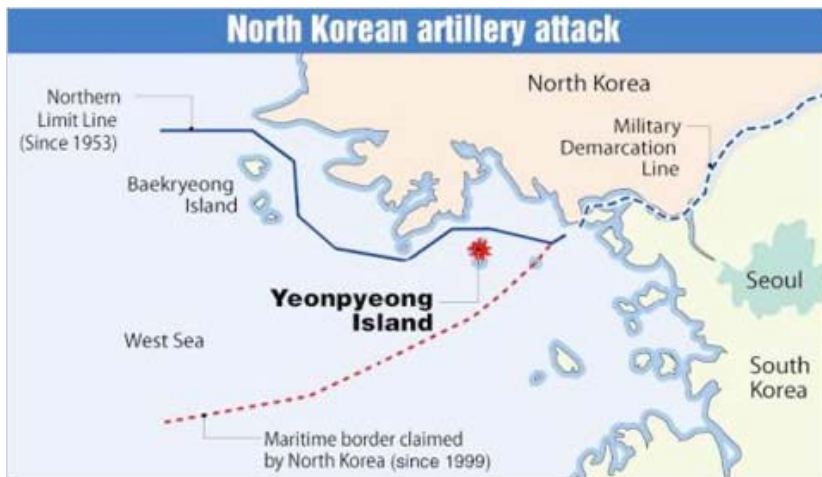 North Korean artillery attack
Northern
Limit Line
(Since 1953)
North Korea
Military
Demarcation
Line
Baekryeong
Island
Yeonpyeong
Island
Seoul
West Sea
South
Korea
Maritime border claimed
by North Korea (since 1999)